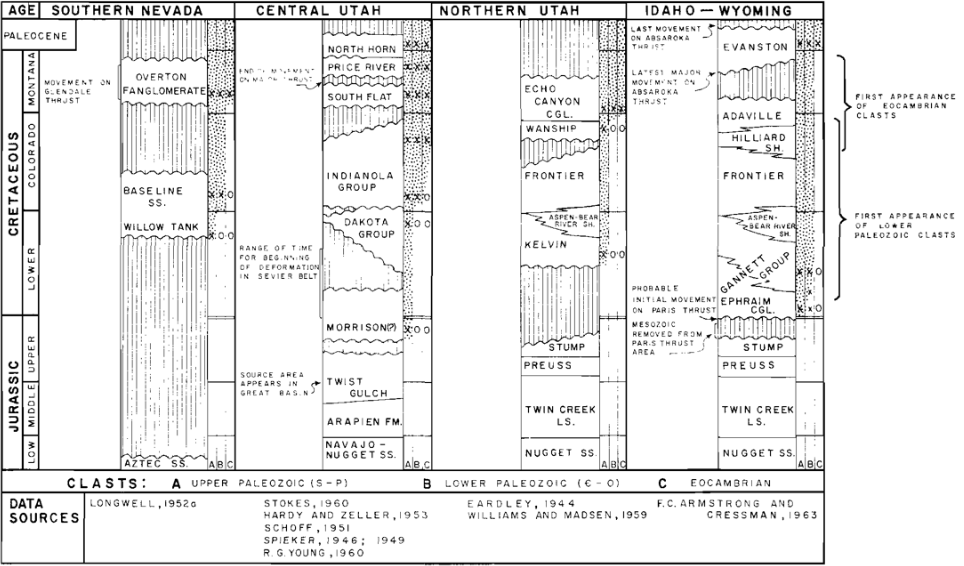 AGE
SOUTHERN NEVADA
CENTRAL UTAH
NORTHERN UTAH
IDAHO — WYOMING
PALEOCENE
CRETACEOUS
MONTANA
COLORADO
LOWER
JURASSIC
UPPER
MIDDLE
LOW
MOVEMENT ON
GLENDALE
THRUST
OVERTON
FANGLOMERATE
X X X
BASELINE
SS.
X X O
WILLOW TANK
X O O
AZTEC SS.
A B C
NORTH HORN
X X X
PRICE RIVER
SOUTH FLAT
X X X
INDIANOLA
GROUP
X X O
DAKOTA
GROUP
X O O
RANGE OF TIME
FOR BEGINNING
OF DEFORMATION
IN SEVIER BELT
MORRISON(?)
X O O
SOURCE AREA
APPEARS IN
GREAT BASIN
TWIST
GULCH
ARAPIEN FM.
NAVAJO-
NUGGET SS.
A B C
ECHO
CANYON
CGL.
X X X
WANSHIP
X O O
FRONTIER
ASPEN-BEAR
RIVER SH.
KELVIN
X O O
STUMP
PREUSS
TWIN CREEK
LS.
NUGGET SS.
A B C
LAST MOVEMENT
ON ABSAROKA
THRUST
EVANSTON
X X X
LATEST MAJOR
MOVEMENT ON
ABSAROKA
THRUST
ADAVILLE
HILLIARD
SH.
FRONTIER
ASPEN-
BEAR RIVER
SH.
GANNETT GROUP
X X O
X
EPHRAIM
CGL.
X X O
PROBABLE
INITIAL MOVEMENT
ON PARIS THRUST
MESOZOIC
REMOVED FROM
PARIS THRUST
AREA
STUMP
PREUSS
TWIN CREEK
LS.
NUGGET SS.
A B C
FIRST APPEARANCE
OF EOCAMBRIAN
CLASTS
FIRST APPEARANCE
OF LOWER
PALEOZOIC CLASTS
CLASTS: A UPPER PALEOZOIC (S-P) B LOWER PALEOZOIC (Є-O) C EOCAMBRIAN
DATA
SOURCES
LONGWELL, 1952a
STOKES, 1960
HARDY AND ZELLER, 1953
SCHOFF, 1951
SPIEKER, 1946; 1949
R.G. YOUNG, 1960
EARDLEY, 1944
WILLIAMS AND MADSEN, 1959
F.C. ARMSTRONG AND
CRESSMAN, 1963